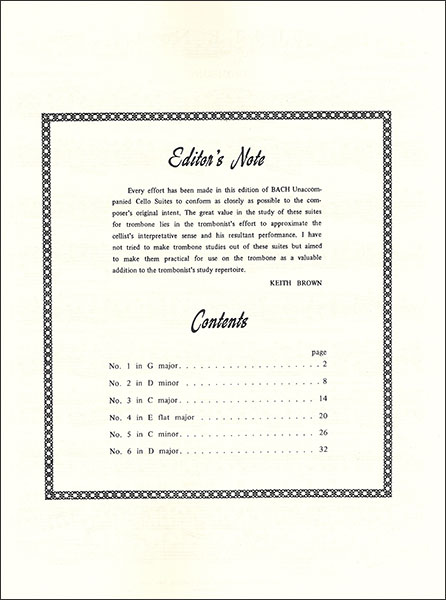 Editor's Note
Every effort has been made in this edition of BACH Unaccom-
panied Cello Suites to conform as closely as possible to the com-
poser's original intent. The great value in the study of these suites
for trombone lies in the trombonist's effort to approximate the
cellist's interpretative sense and his resultant performance. I have
not tried to make trombone studies out of these suites but aimed
to make them practical for use on the trombone as a valuable
addition to the trombonist's study repertoire.
KEITH BROWN
Contents
page
No. 1 in G major. . . . . . . . . . . . . . . . . . . . . 2
No. 2 in D minor . . . . . . . . . . . . . . . . . . . . 8
No. 3 in C major. . . . . . . . . . . . . . . . . . . . 14
No. 4 in E flat major . . . . . . . . . . . . . . . . . 20
No. 5 in C minor. . . . . . . . . . . . . . . . . . . . 26
No. 6 in D major. . . . . . . . . . . . . . . . . . . . 32